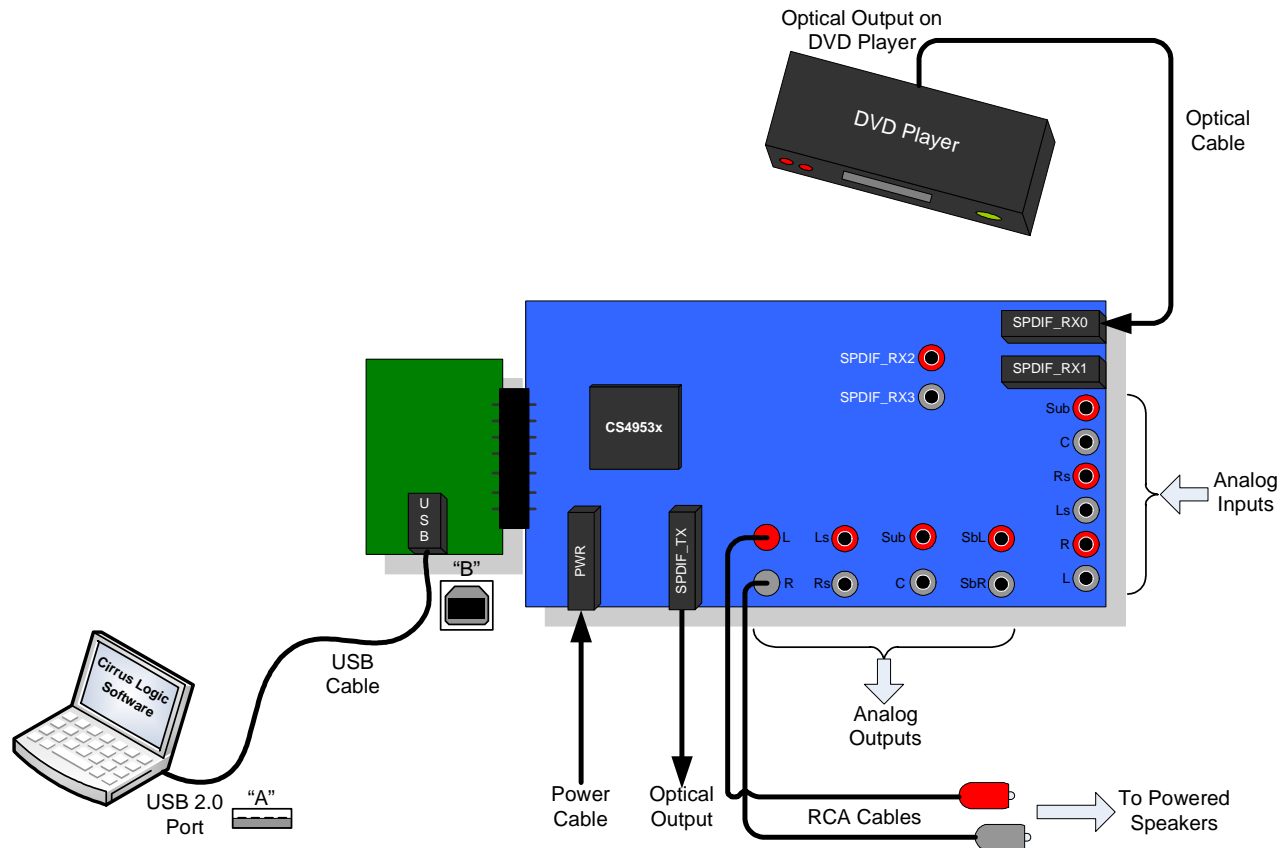 Optical Output on
DVD Player
DVD Player
Optical
Cable
SPDIF_RX0
SPDIF_RX1
SPDIF_RX2
SPDIF_RX3
CS4953x
Sub
C
Rs
Ls
R
L
Analog
Inputs
USB
"B"
PWR
SPDIF_TX
L
Ls
Sub
SbL
R
Rs
C
SbR
Analog
Outputs
USB
Cable
Cirrus Logic
Software
USB 2.0
Port
"A"
Power
Cable
Optical
Output
RCA Cables
To Powered
Speakers